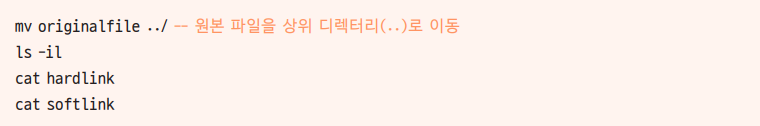 mv originalfile ../ -- 원본 파일을 상위 디렉터리(..)로 이동
ls -il
cat hardlink
cat softlink